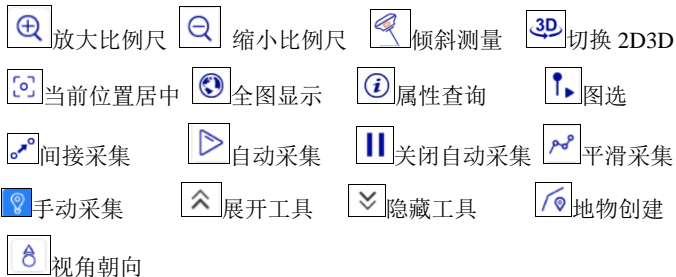 放大比例尺 缩小比例尺 倾斜测量 3D 切换 2D3D
当前位置居中 全图显示 属性查询 图选
间接采集 自动采集 关闭自动采集 平滑采集
手动采集 展开工具 隐藏工具 地物创建
视角朝向